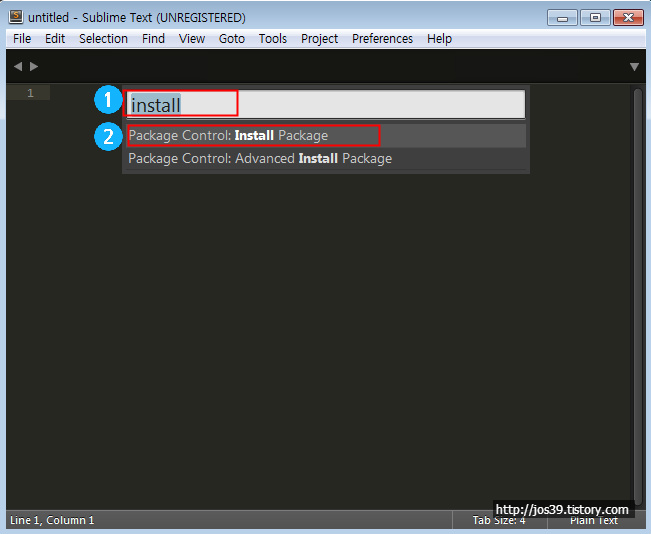 untitled - Sublime Text (UNREGISTERED)
File Edit Selection Find View Goto Tools Project Preferences Help
1
1 install
2 Package Control: Install Package
Package Control: Advanced Install Package
http://jos39.tistory.com
Line 1, Column 1 Tab Size: 4 Plain Text